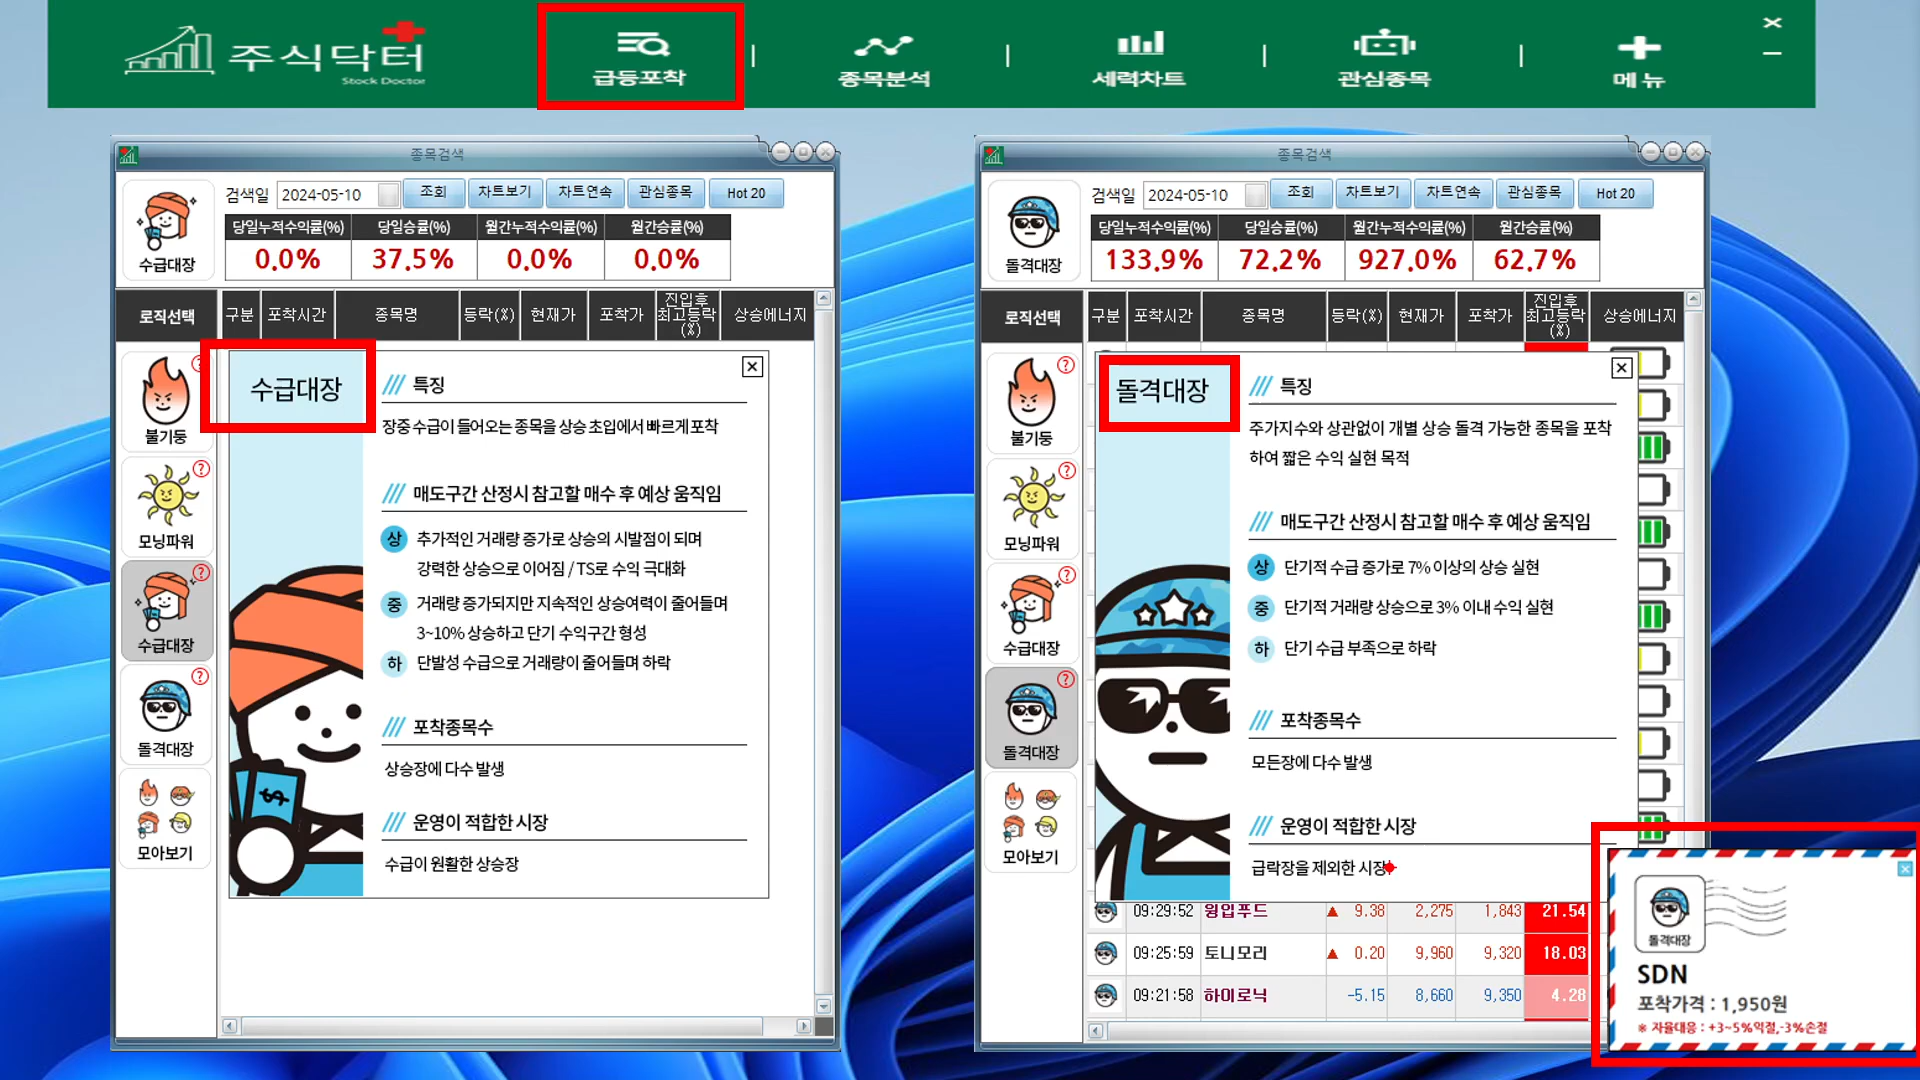 주식닥터
Stock Doctor
급등포착
종목분석
세력차트
관심종목
메뉴
종목검색
수급대장
검색일 2024-05-10 조회 차트보기 차트연속 관심종목 Hot 20
당일누적수익률(%) 당일승률(%) 월간누적수익률(%) 월간승률(%)
0.0% 37.5% 0.0% 0.0%
로직선택 구분 포착시간 종목명 등락(%) 현재가 포착가 진입후 최고등락 (%) 상승에너지
불기둥
모닝파워
수급대장
돌격대장
모아보기
수급대장
/// 특징
장중 수급이 들어오는 종목을 상승 초입에서 빠르게 포착
/// 매도구간 산정시 참고할 매수 후 예상 움직임
상 추가적인 거래량 증가로 상승의 시발점이 되며
강력한 상승으로 이어짐 / TS로 수익 극대화
중 거래량 증가되지만 지속적인 상승여력이 줄어들며
3~10% 상승하고 단기 수익구간 형성
하 단발성 수급으로 거래량이 줄어들며 하락
/// 포착종목수
상승장에 다수 발생
/// 운영이 적합한 시장
수급이 원활한 상승장
종목검색
돌격대장
검색일 2024-05-10 조회 차트보기 차트연속 관심종목 Hot 20
당일누적수익률(%) 당일승률(%) 월간누적수익률(%) 월간승률(%)
133.9% 72.2% 927.0% 62.7%
로직선택 구분 포착시간 종목명 등락(%) 현재가 포착가 진입후 최고등락 (%) 상승에너지
불기둥
모닝파워
수급대장
돌격대장
모아보기
돌격대장
/// 특징
주가지수와 상관없이 개별 상승 돌격 가능한 종목을 포착
하여 짧은 수익 실현 목적
/// 매도구간 산정시 참고할 매수 후 예상 움직임
상 단기적 수급 증가로 7% 이상의 상승 실현
중 단기적 거래량 상승으로 3% 이내 수익 실현
하 단기 수급 부족으로 하락
/// 포착종목수
모든장에 다수 발생
/// 운영이 적합한 시장
급락장을 제외한 시장
09:29:52 윙입푸드 ▲ 9.38 2,275 1,843 21.54
09:25:59 토니모리 ▲ 0.20 9,960 9,320 18.03
09:21:58 하이로닉 -5.15 8,660 9,350 4.28
돌격대장
SDN
포착가격 : 1,950원
※ 자율대응 : +3~5%익절,-3%손절